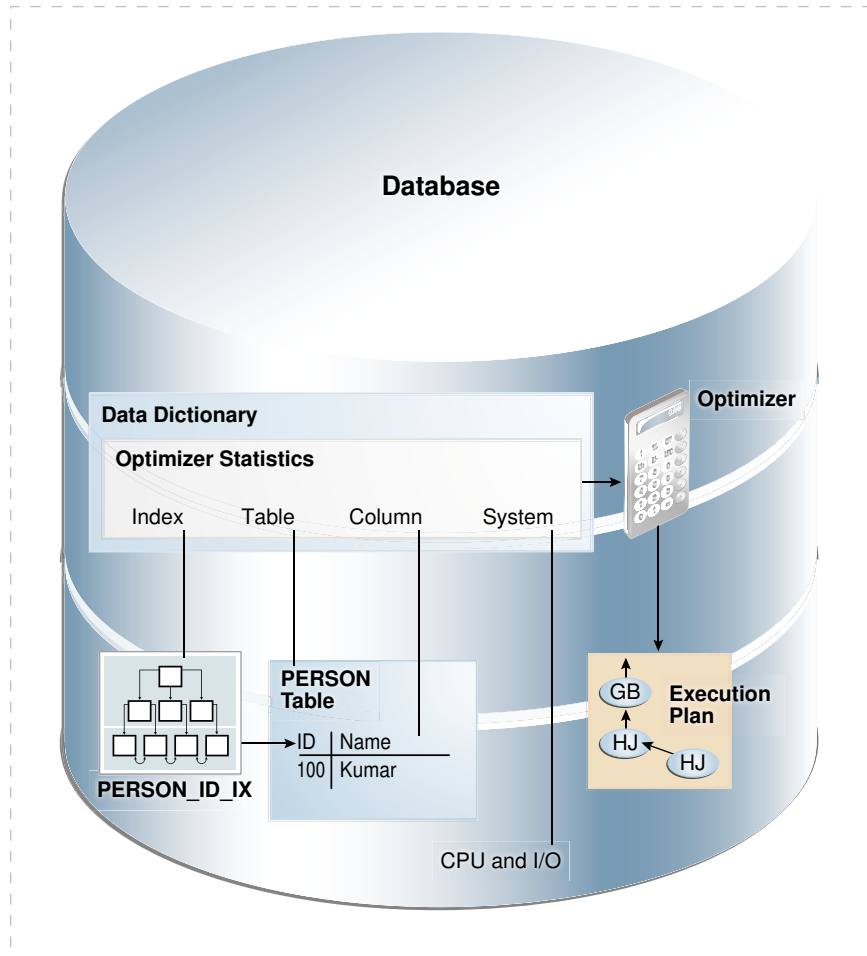 Database
Data Dictionary
Optimizer Statistics
Index Table Column System
Optimizer
PERSON
Table
ID Name
100 Kumar
PERSON_ID_IX
GB
HJ
HJ
Execution
Plan
CPU and I/O